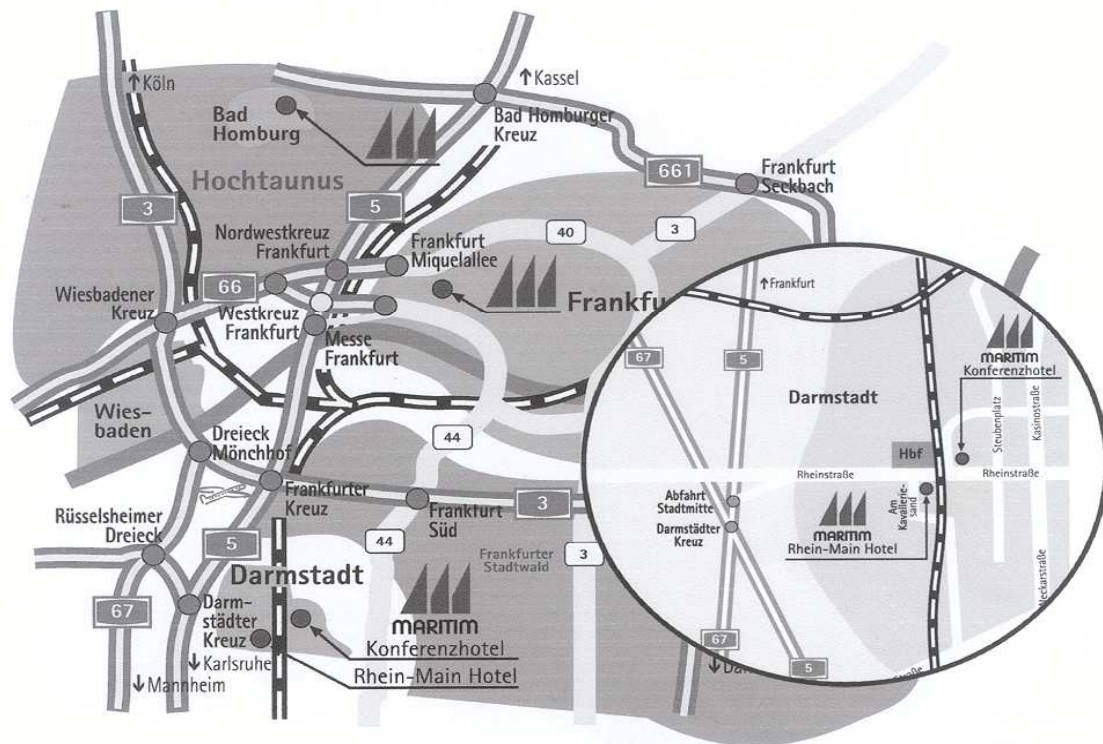 ↑Köln
↑Kassel
Bad
Homburg
Bad Homburger
Kreuz
Hochtaunus
661
Frankfurt
Seckbach
3
5
Nordwestkreuz
Frankfurt
Frankfurt
Miquelallee
40
3
66
Wiesbadener
Kreuz
Westkreuz
Frankfurt
Messe
Frankfurt
Frankfu
Wies-
baden
Dreieck
Mönchhof
44
Frankfurter
Kreuz
Frankfurt
Süd
3
Rüsselsheimer
Dreieck
5
44
Frankfurter
Stadtwald
3
Darmstadt
67
Darm-
städter
Kreuz
MARITIM
Konferenzhotel
Rhein-Main Hotel
↓Karlsruhe
↓Mannheim
↑Frankfurt
67
5
MARITIM
Konferenzhotel
Darmstadt
Steubenplatz
Kasinostraße
Hbf
Rheinstraße
Rheinstraße
Abfahrt
Stadtmitte
Darmstädter
Kreuz
Am
Kavallerie-
sand
MARITIM
Rhein-Main Hotel
Neckarstraße
67
5